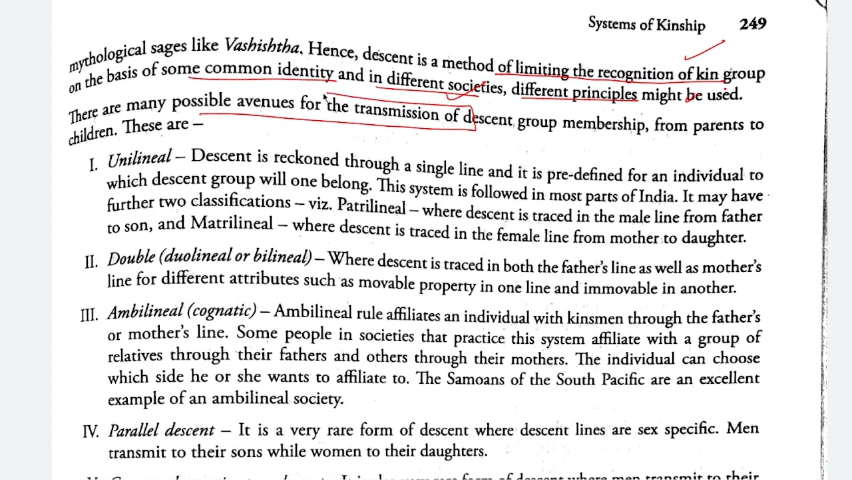 Systems of Kinship 249
mythological sages like Vashishtha. Hence, descent is a method of limiting the recognition of kin group
on the basis of some common identity and in different societies, different principles might be used.
There are many possible avenues for the transmission of descent group membership, from parents to
children. These are –
I. Unilineal – Descent is reckoned through a single line and it is pre-defined for an individual to
which descent group will one belong. This system is followed in most parts of India. It may have
further two classifications – viz. Patrilineal – where descent is traced in the male line from father
to son, and Matrilineal – where descent is traced in the female line from mother to daughter.
II. Double (duolineal or bilineal) – Where descent is traced in both the father's line as well as mother's
line for different attributes such as movable property in one line and immovable in another.
III. Ambilineal (cognatic) – Ambilineal rule affiliates an individual with kinsmen through the father's
or mother's line. Some people in societies that practice this system affiliate with a group of
relatives through their fathers and others through their mothers. The individual can choose
which side he or she wants to affiliate to. The Samoans of the South Pacific are an excellent
example of an ambilineal society.
IV. Parallel descent – It is a very rare form of descent where descent lines are sex specific. Men
transmit to their sons while women to their daughters.
form of descent where men transmit to their